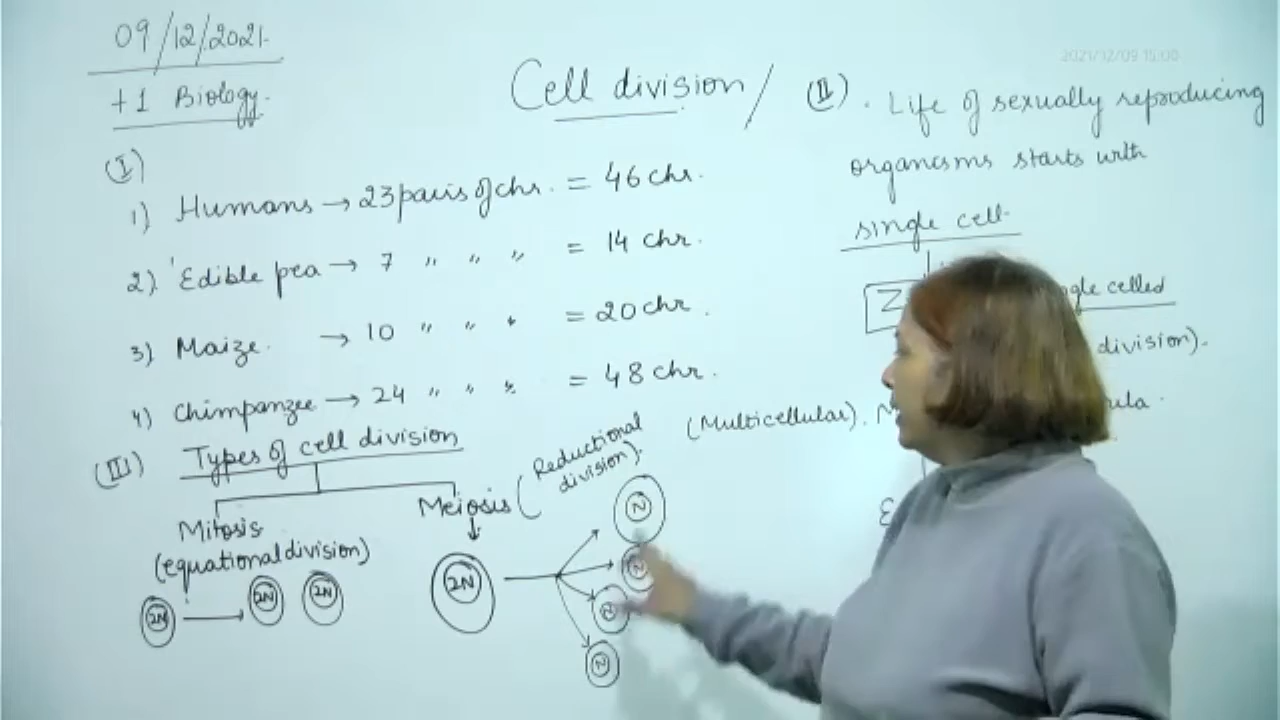 09/12/2021.
+1 Biology.
2021/12/09 15:00
Cell division /
(I)
1) Humans → 23 pairs of chr. = 46 chr.
2) Edible pea → 7 " " " = 14 chr.
3) Maize. → 10 " " " = 20 chr.
4) Chimpanzee → 24 " " " = 48 chr.
(II). Life of sexually reproducing
organisms starts with
single cell.
celled
division).
(Multicellular).
(III) Types of cell division
Mitosis
(equational division)
2N → 2N 2N
Meiosis (Reductional
division).
2N
N
N
N
N